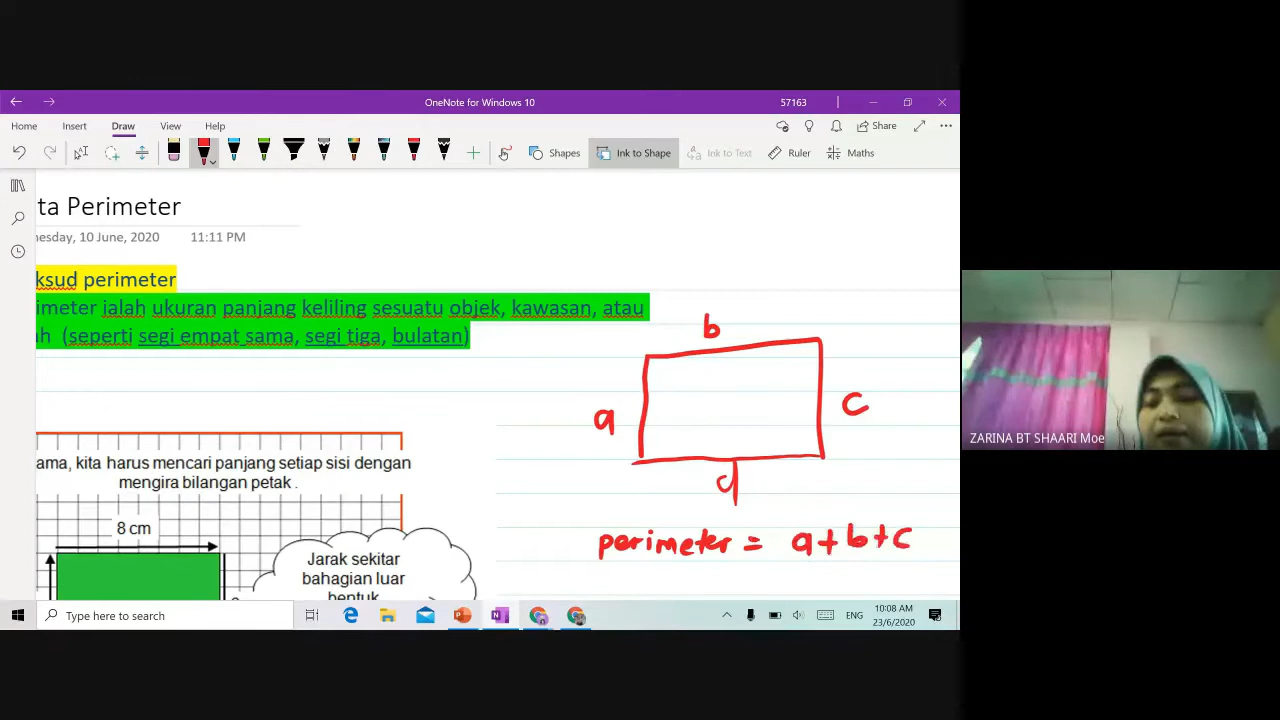 OneNote for Windows 10
57163
Home Insert Draw View Help
Share
Shapes Ink to Shape Ink to Text Ruler Maths
ta Perimeter
nesday, 10 June, 2020 11:11 PM
ksud perimeter
imeter ialah ukuran panjang keliling sesuatu objek, kawasan, atau
ah (seperti segi empat sama, segi tiga, bulatan)
b
a
c
d
perimeter = a+b+c
ama, kita harus mencari panjang setiap sisi dengan
mengira bilangan petak .
8 cm
Jarak sekitar
bahagian luar
bentuk
ZARINA BT SHAARI Moe
Type here to search
ENG
10:08 AM
23/6/2020